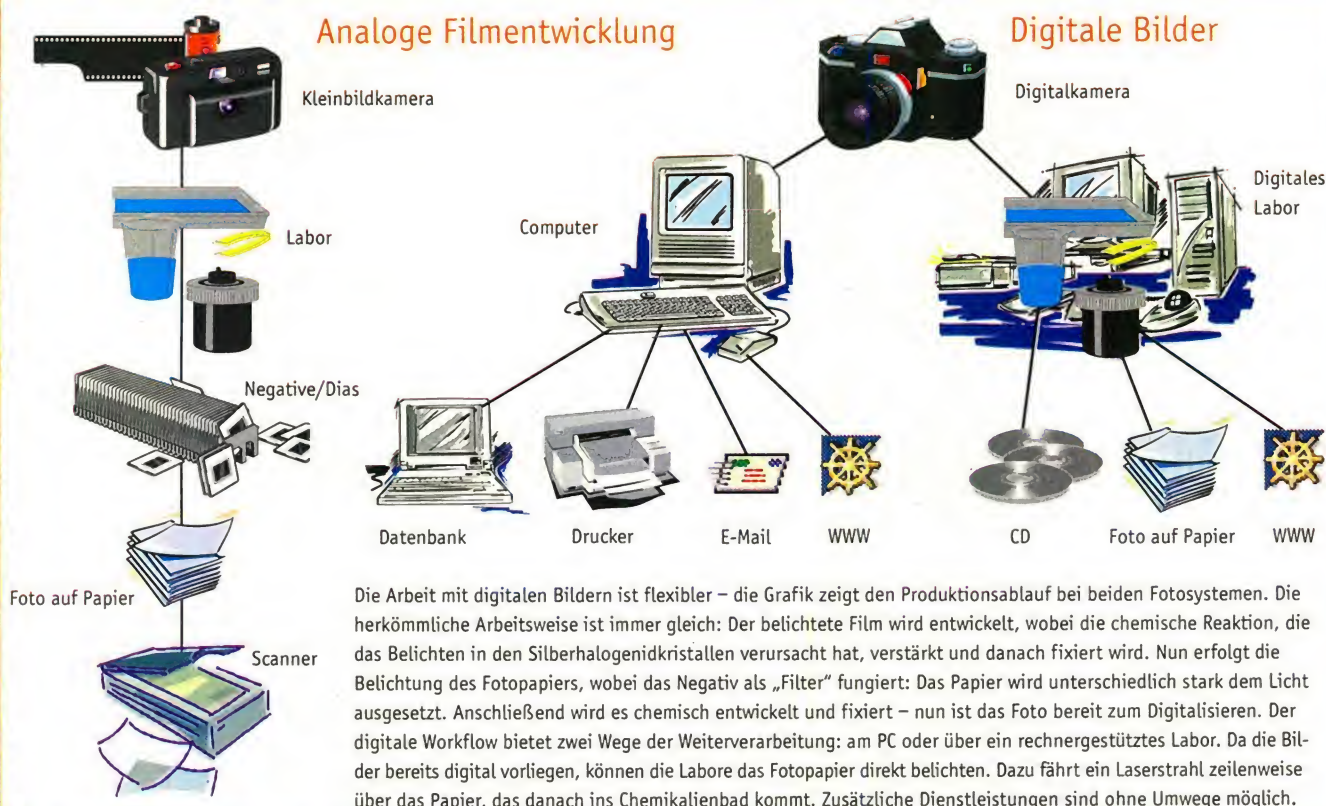 Analoge Filmentwicklung
Kleinbildkamera
Labor
Negative/Dias
Foto auf Papier
Scanner
Digitale Bilder
Digitalkamera
Computer
Digitales
Labor
Datenbank
Drucker
E-Mail
WWW
CD
Foto auf Papier
WWW
Die Arbeit mit digitalen Bildern ist flexibler – die Grafik zeigt den Produktionsablauf bei beiden Fotosystemen. Die
herkömmliche Arbeitsweise ist immer gleich: Der belichtete Film wird entwickelt, wobei die chemische Reaktion, die
das Belichten in den Silberhalogenidkristallen verursacht hat, verstärkt und danach fixiert wird. Nun erfolgt die
Belichtung des Fotopapiers, wobei das Negativ als „Filter“ fungiert: Das Papier wird unterschiedlich stark dem Licht
ausgesetzt. Anschließend wird es chemisch entwickelt und fixiert – nun ist das Foto bereit zum Digitalisieren. Der
digitale Workflow bietet zwei Wege der Weiterverarbeitung: am PC oder über ein rechnergestütztes Labor. Da die Bil-
der bereits digital vorliegen, können die Labore das Fotopapier direkt belichten. Dazu fährt ein Laserstrahl zeilenweise
über das Papier, das danach ins Chemikalienbad kommt. Zusätzliche Dienstleistungen sind ohne Umwege möglich.